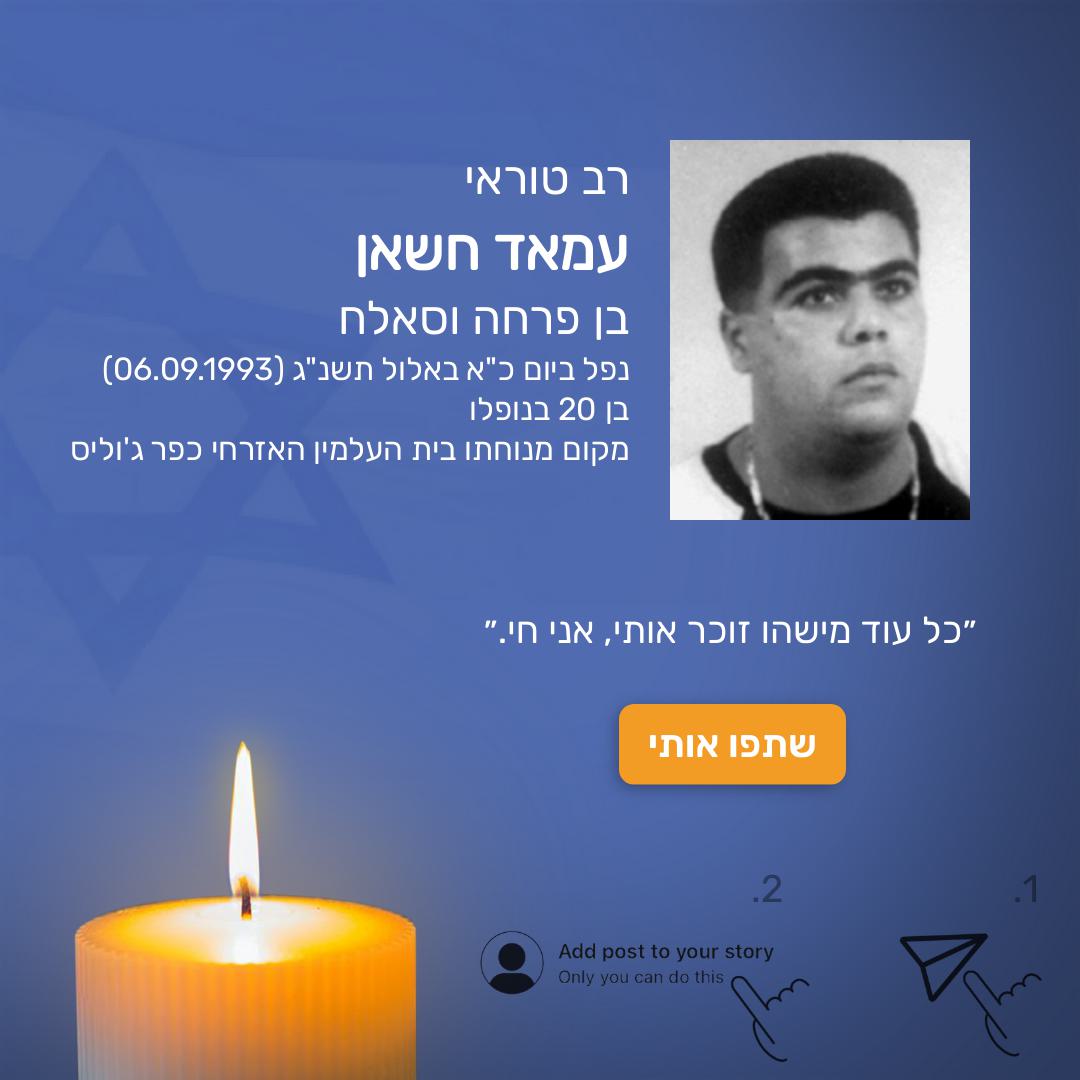 רב טוראי
עמאד חשאן
בן פרחה וסאלח
נפל ביום כ"א באלול תשנ"ג (06.09.1993)
בן 20 בנופלו
מקום מנוחתו בית העלמין האזרחי כפר ג'וליס
״כל עוד מישהו זוכר אותי, אני חי.״
שתפו אותי
.1
.2
Add post to your story
Only you can do this